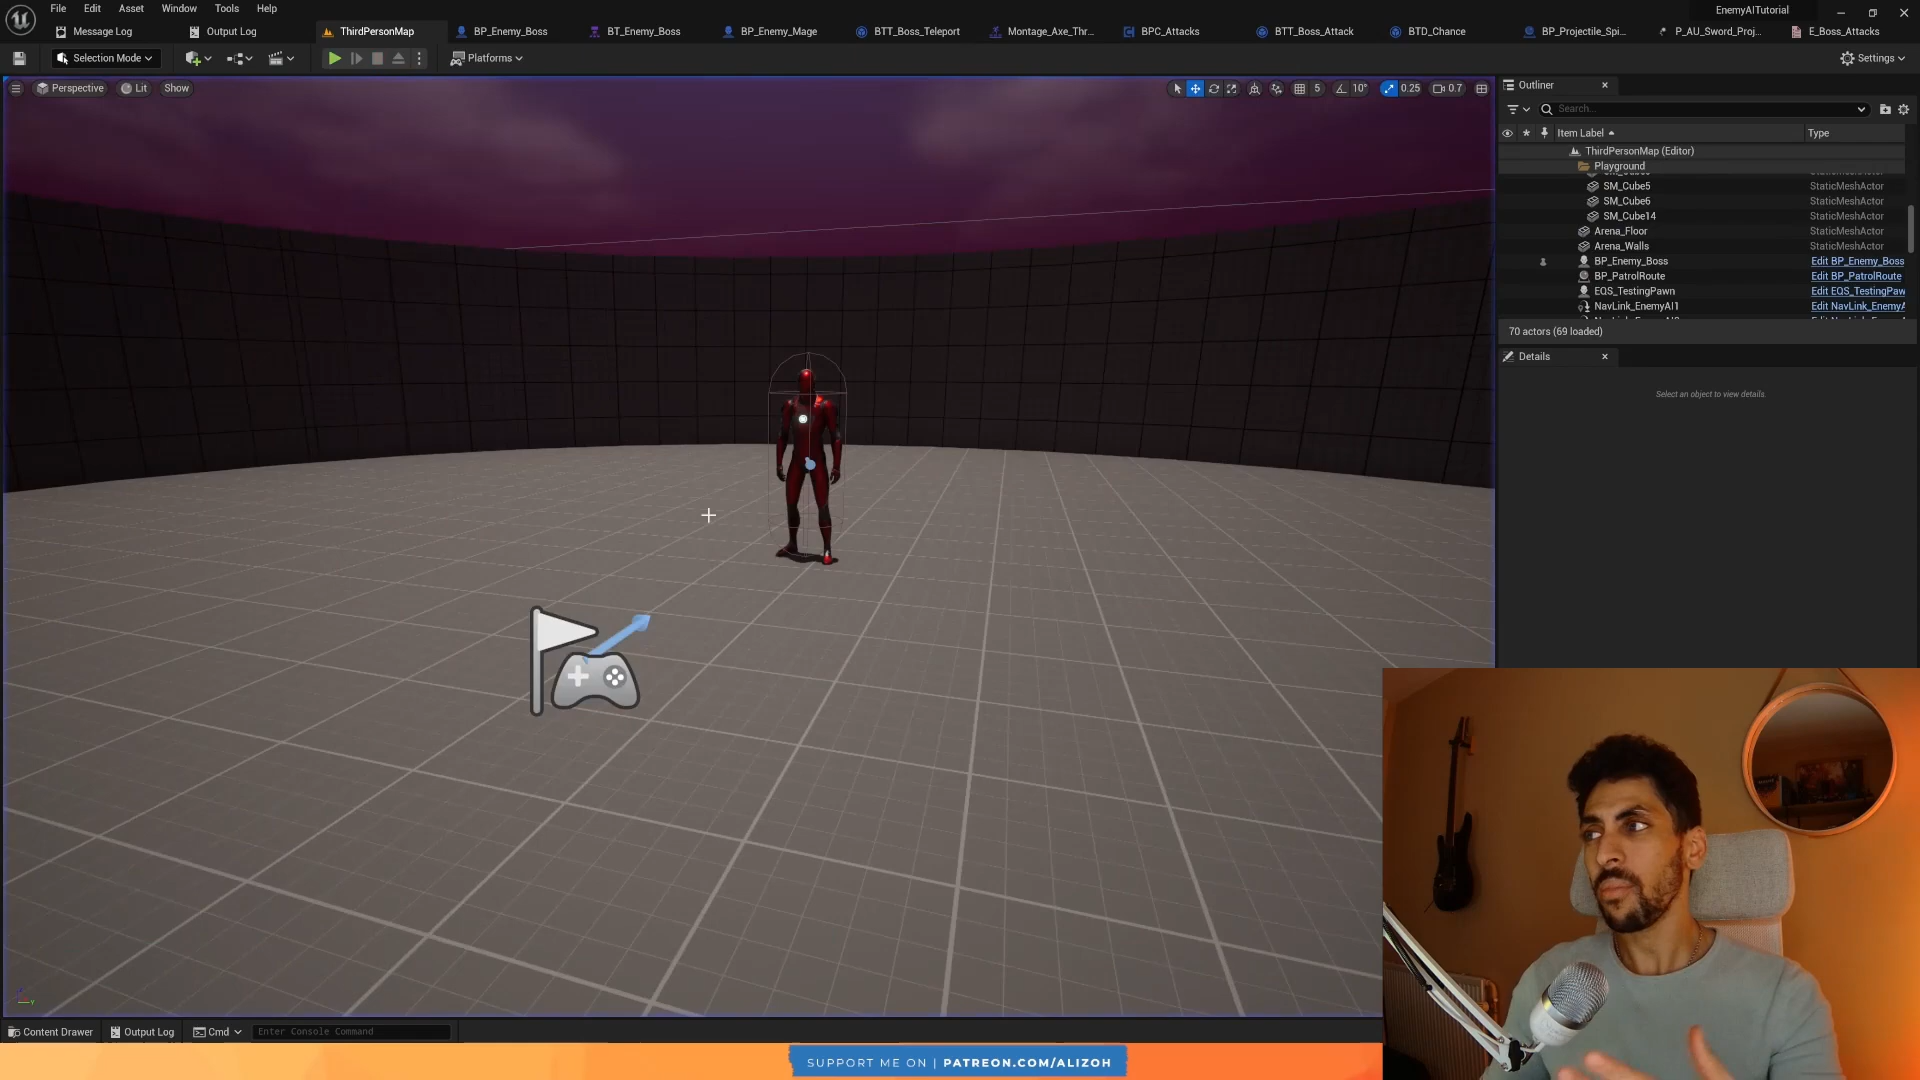 File Edit Asset Window Tools Help
EnemyAITutorial
Message Log Output Log ThirdPersonMap BP_Enemy_Boss BT_Enemy_Boss BP_Enemy_Mage BTT_Boss_Teleport Montage_Axe_Thr... BPC_Attacks BTT_Boss_Attack BTD_Chance BP_Projectile_Spi... P_AU_Sword_Proj... E_Boss_Attacks
Selection Mode Platforms Settings
Perspective Lit Show 5 10° 0.25 0.7
Outliner
Search...
Item Label Type
ThirdPersonMap (Editor)
Playground
SM_Cube5 StaticMeshActor
SM_Cube6 StaticMeshActor
SM_Cube14 StaticMeshActor
Arena_Floor StaticMeshActor
Arena_Walls StaticMeshActor
BP_Enemy_Boss Edit BP_Enemy_Boss
BP_PatrolRoute Edit BP_PatrolRoute
EQS_TestingPawn Edit EQS_TestingPaw
NavLink_EnemyAI1 Edit NavLink_EnemyA
70 actors (69 loaded)
Details
Select an object to view details.
Content Drawer Output Log Cmd Enter Console Command
SUPPORT ME ON | PATREON.COM/ALIZOH